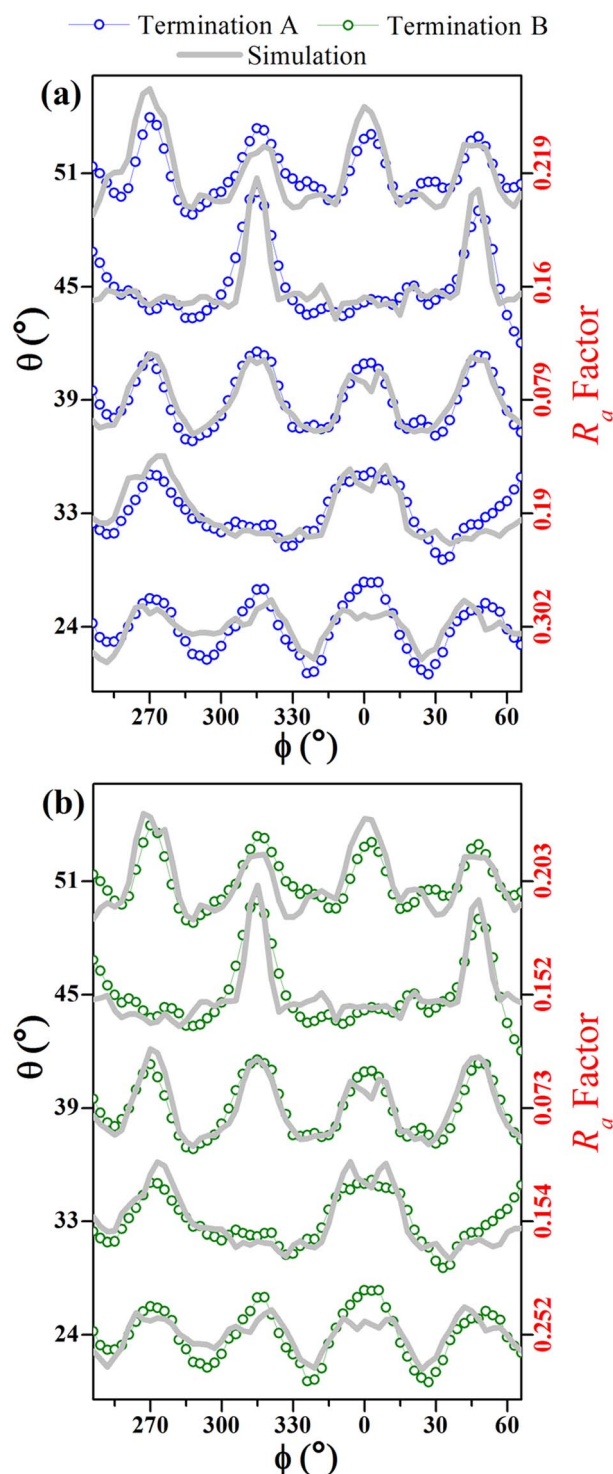 Termination A Termination B
Simulation
(a)
51 0.219
45 0.16
39 0.079
33 0.19
24 0.302
θ (°)
R_a Factor
270 300 330 0 30 60
ϕ (°)
(b)
51 0.203
45 0.152
39 0.073
33 0.154
24 0.252
θ (°)
R_a Factor
270 300 330 0 30 60
ϕ (°)